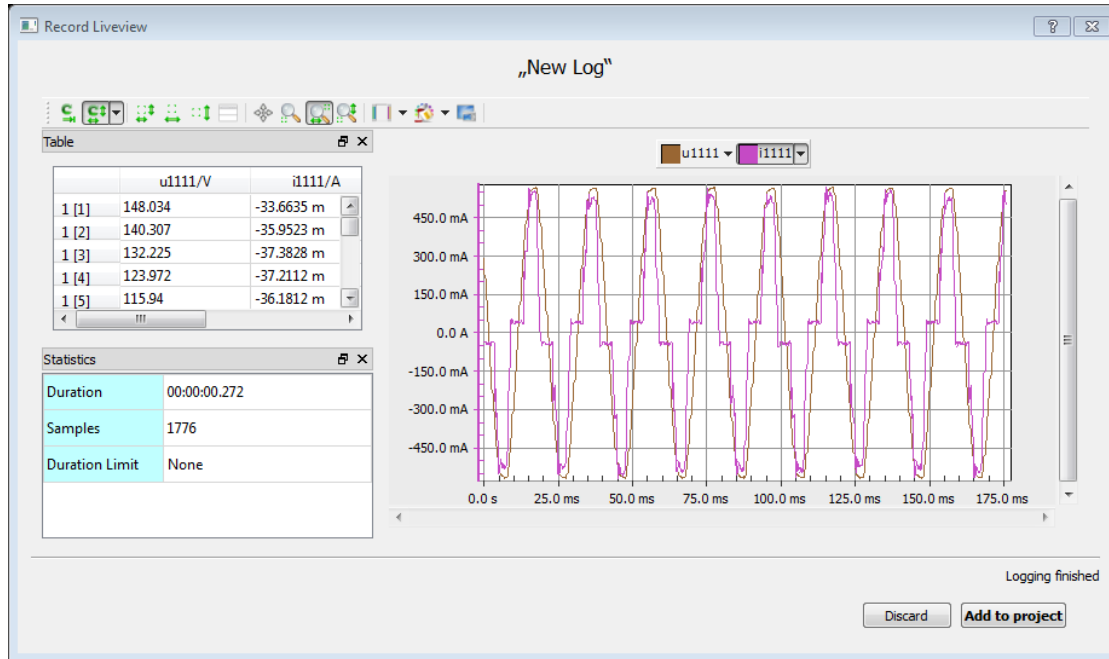 Record Liveview
„New Log“
Table
u1111/V i1111/A
1 [1] 148.034 -33.6635 m
1 [2] 140.307 -35.9523 m
1 [3] 132.225 -37.3828 m
1 [4] 123.972 -37.2112 m
1 [5] 115.94 -36.1812 m
Statistics
Duration 00:00:00.272
Samples 1776
Duration Limit None
u1111 i1111
450.0 mA
300.0 mA
150.0 mA
0.0 A
-150.0 mA
-300.0 mA
-450.0 mA
0.0 s 25.0 ms 50.0 ms 75.0 ms 100.0 ms 125.0 ms 150.0 ms 175.0 ms
Logging finished
Discard Add to project